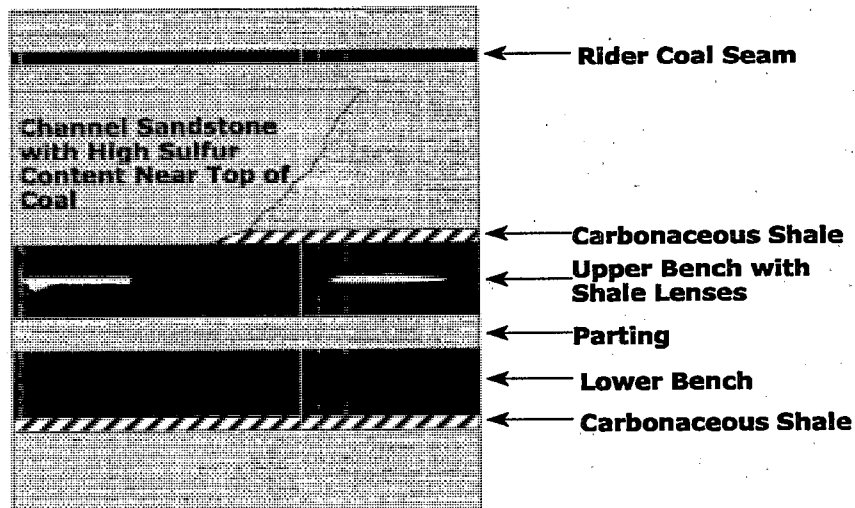 Rider Coal Seam
Channel Sandstone
with High Sulfur
Content Near Top of
Coal
Carbonaceous Shale
Upper Bench with
Shale Lenses
Parting
Lower Bench
Carbonaceous Shale